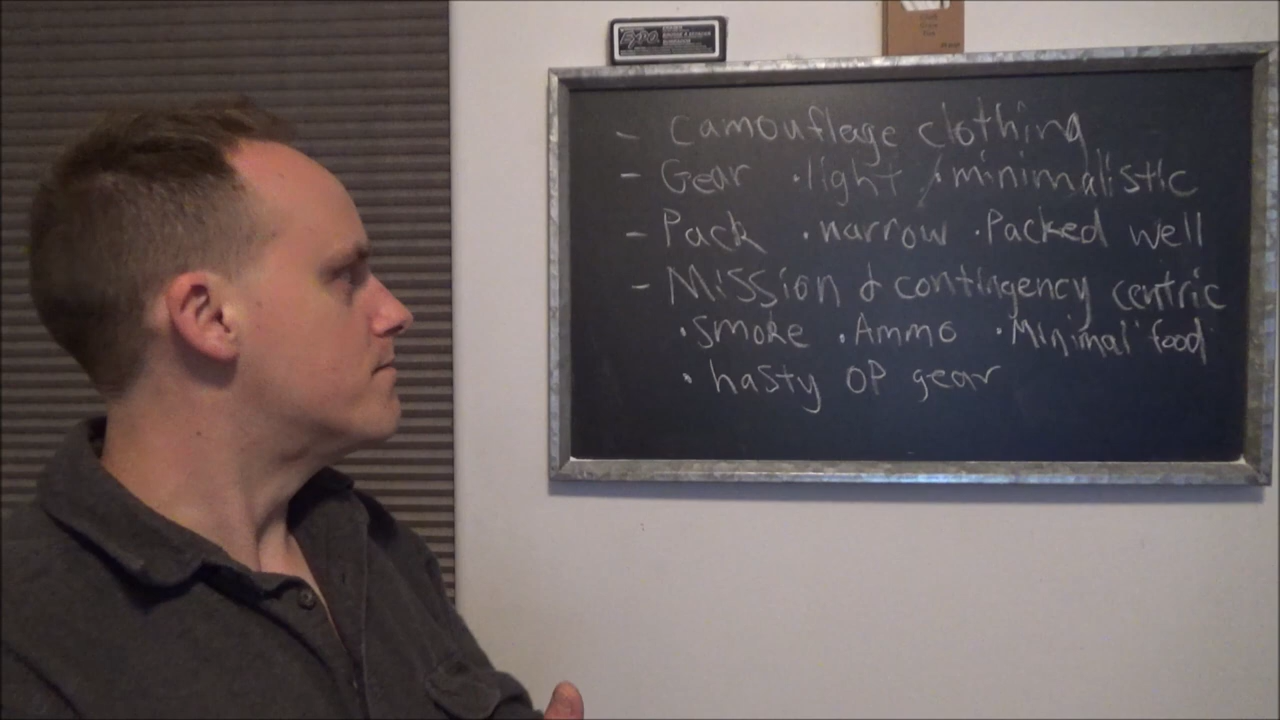 Expo
- Camouflage clothing
- Gear · light / · minimalistic
- Pack · narrow · Packed well
- Mission & contingency centric
· Smoke · Ammo · Minimal food
· hasty OP gear